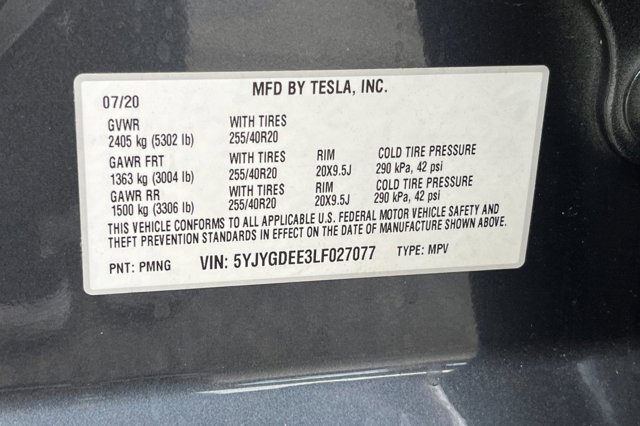 MFD BY TESLA, INC.
07/20
GVWR WITH TIRES
2405 kg (5302 lb) 255/40R20
GAWR FRT WITH TIRES RIM COLD TIRE PRESSURE
1363 kg (3004 lb) 255/40R20 20X9.5J 290 kPa, 42 psi
GAWR RR WITH TIRES RIM COLD TIRE PRESSURE
1500 kg (3306 lb) 255/40R20 20X9.5J 290 kPa, 42 psi
THIS VEHICLE CONFORMS TO ALL APPLICABLE U.S. FEDERAL MOTOR VEHICLE SAFETY AND
THEFT PREVENTION STANDARDS IN EFFECT ON THE DATE OF MANUFACTURE SHOWN ABOVE.
PNT: PMNG VIN: 5YJYGDEE3LF027077 TYPE: MPV